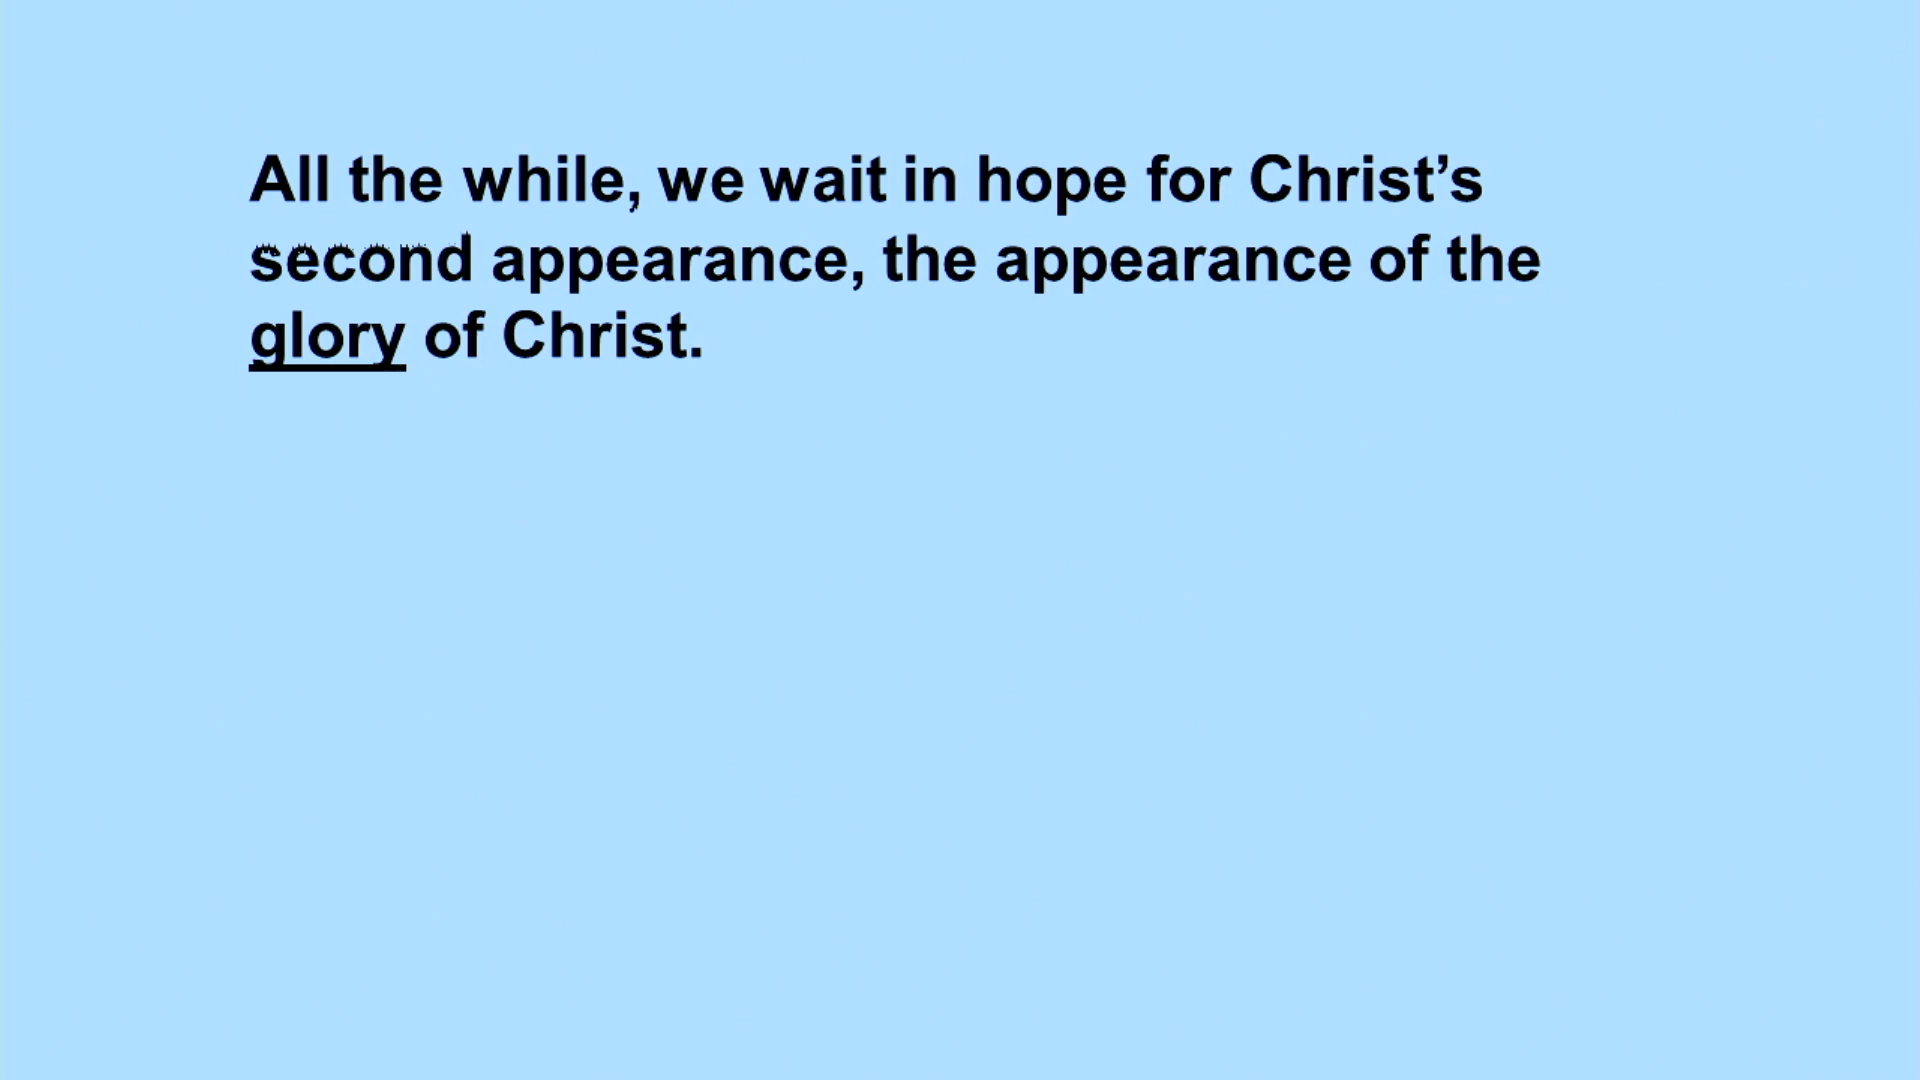 All the while, we wait in hope for Christ’s
second appearance, the appearance of the
glory of Christ.